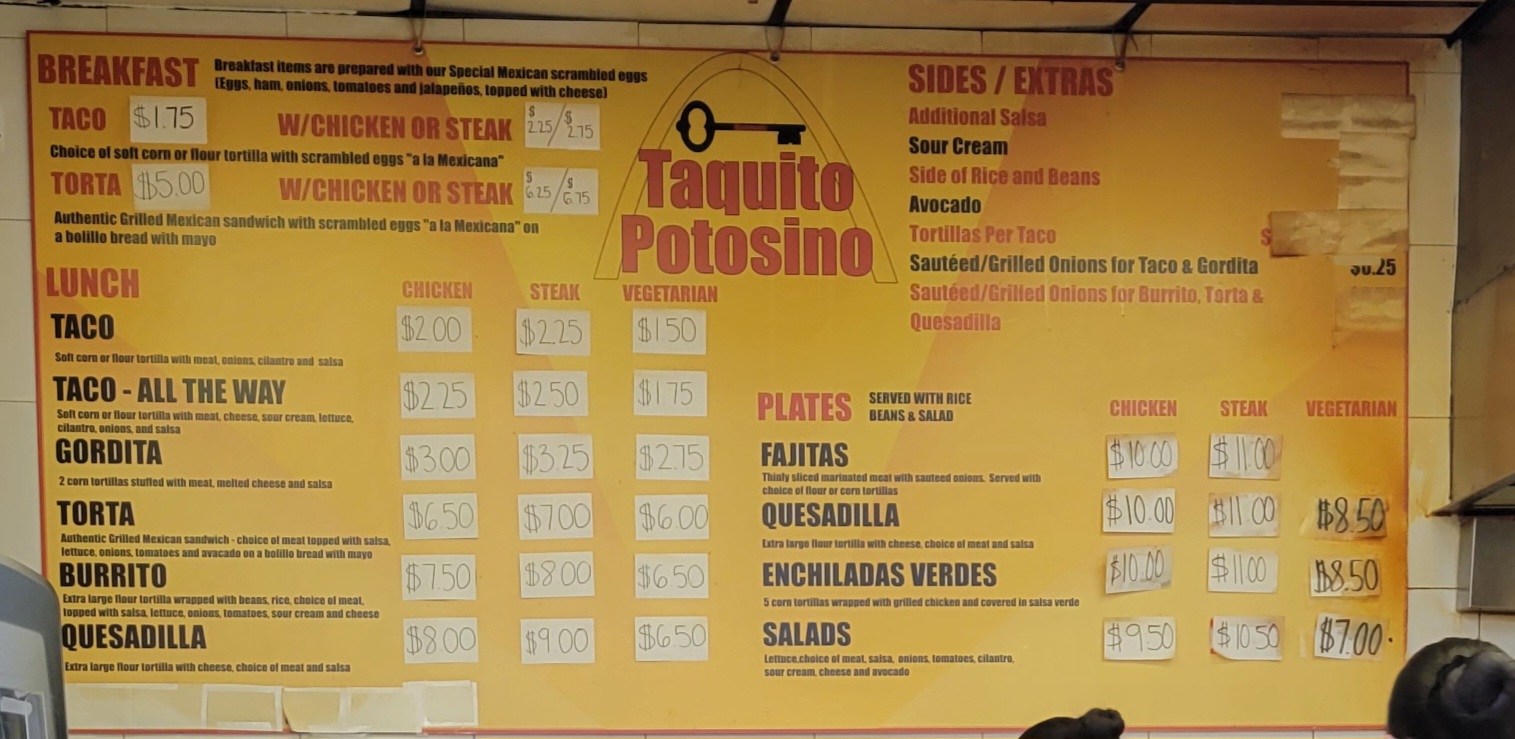 BREAKFAST Breakfast items are prepared with our Special Mexican scrambled eggs
(Eggs, ham, onions, tomatoes and jalapeños, topped with cheese)
TACO $1.75 W/CHICKEN OR STEAK $2.25/$2.75
Choice of soft corn or flour tortilla with scrambled eggs "a la Mexicana"
TORTA $5.00 W/CHICKEN OR STEAK $6.25/$6.75
Authentic Grilled Mexican sandwich with scrambled eggs "a la Mexicana" on
a bolillo bread with mayo
Taquito
Potosino
LUNCH CHICKEN STEAK VEGETARIAN
TACO $2.00 $2.25 $1.50
Soft corn or flour tortilla with meat, onions, cilantro and salsa
TACO - ALL THE WAY $2.25 $2.50 $1.75
Soft corn or flour tortilla with meat, cheese, sour cream, lettuce,
cilantro, onions, and salsa
GORDITA $3.00 $3.25 $2.75
2 corn tortillas stuffed with meat, melted cheese and salsa
TORTA $6.50 $7.00 $6.00
Authentic Grilled Mexican sandwich - choice of meat topped with salsa,
lettuce, onions, tomatoes and avacado on a bolillo bread with mayo
BURRITO $7.50 $8.00 $6.50
Extra large flour tortilla wrapped with beans, rice, choice of meat,
topped with salsa, lettuce, onions, tomatoes, sour cream and cheese
QUESADILLA $8.00 $9.00 $6.50
Extra large flour tortilla with cheese, choice of meat and salsa
SIDES / EXTRAS
Additional Salsa
Sour Cream
Side of Rice and Beans
Avocado
Tortillas Per Taco $
Sautéed/Grilled Onions for Taco & Gordita $0.25
Sautéed/Grilled Onions for Burrito, Torta &
Quesadilla
PLATES SERVED WITH RICE
BEANS & SALAD
CHICKEN STEAK VEGETARIAN
FAJITAS $10.00 $11.00
Thinly sliced marinated meat with sauteed onions. Served with
choice of flour or corn tortillas
QUESADILLA $10.00 $11.00 $8.50
Extra large flour tortilla with cheese, choice of meat and salsa
ENCHILADAS VERDES $10.00 $11.00 $8.50
5 corn tortillas wrapped with grilled chicken and covered in salsa verde
SALADS $9.50 $10.50 $7.00
Lettuce,choice of meat, salsa, onions, tomatoes, cilantro,
sour cream, cheese and avocado